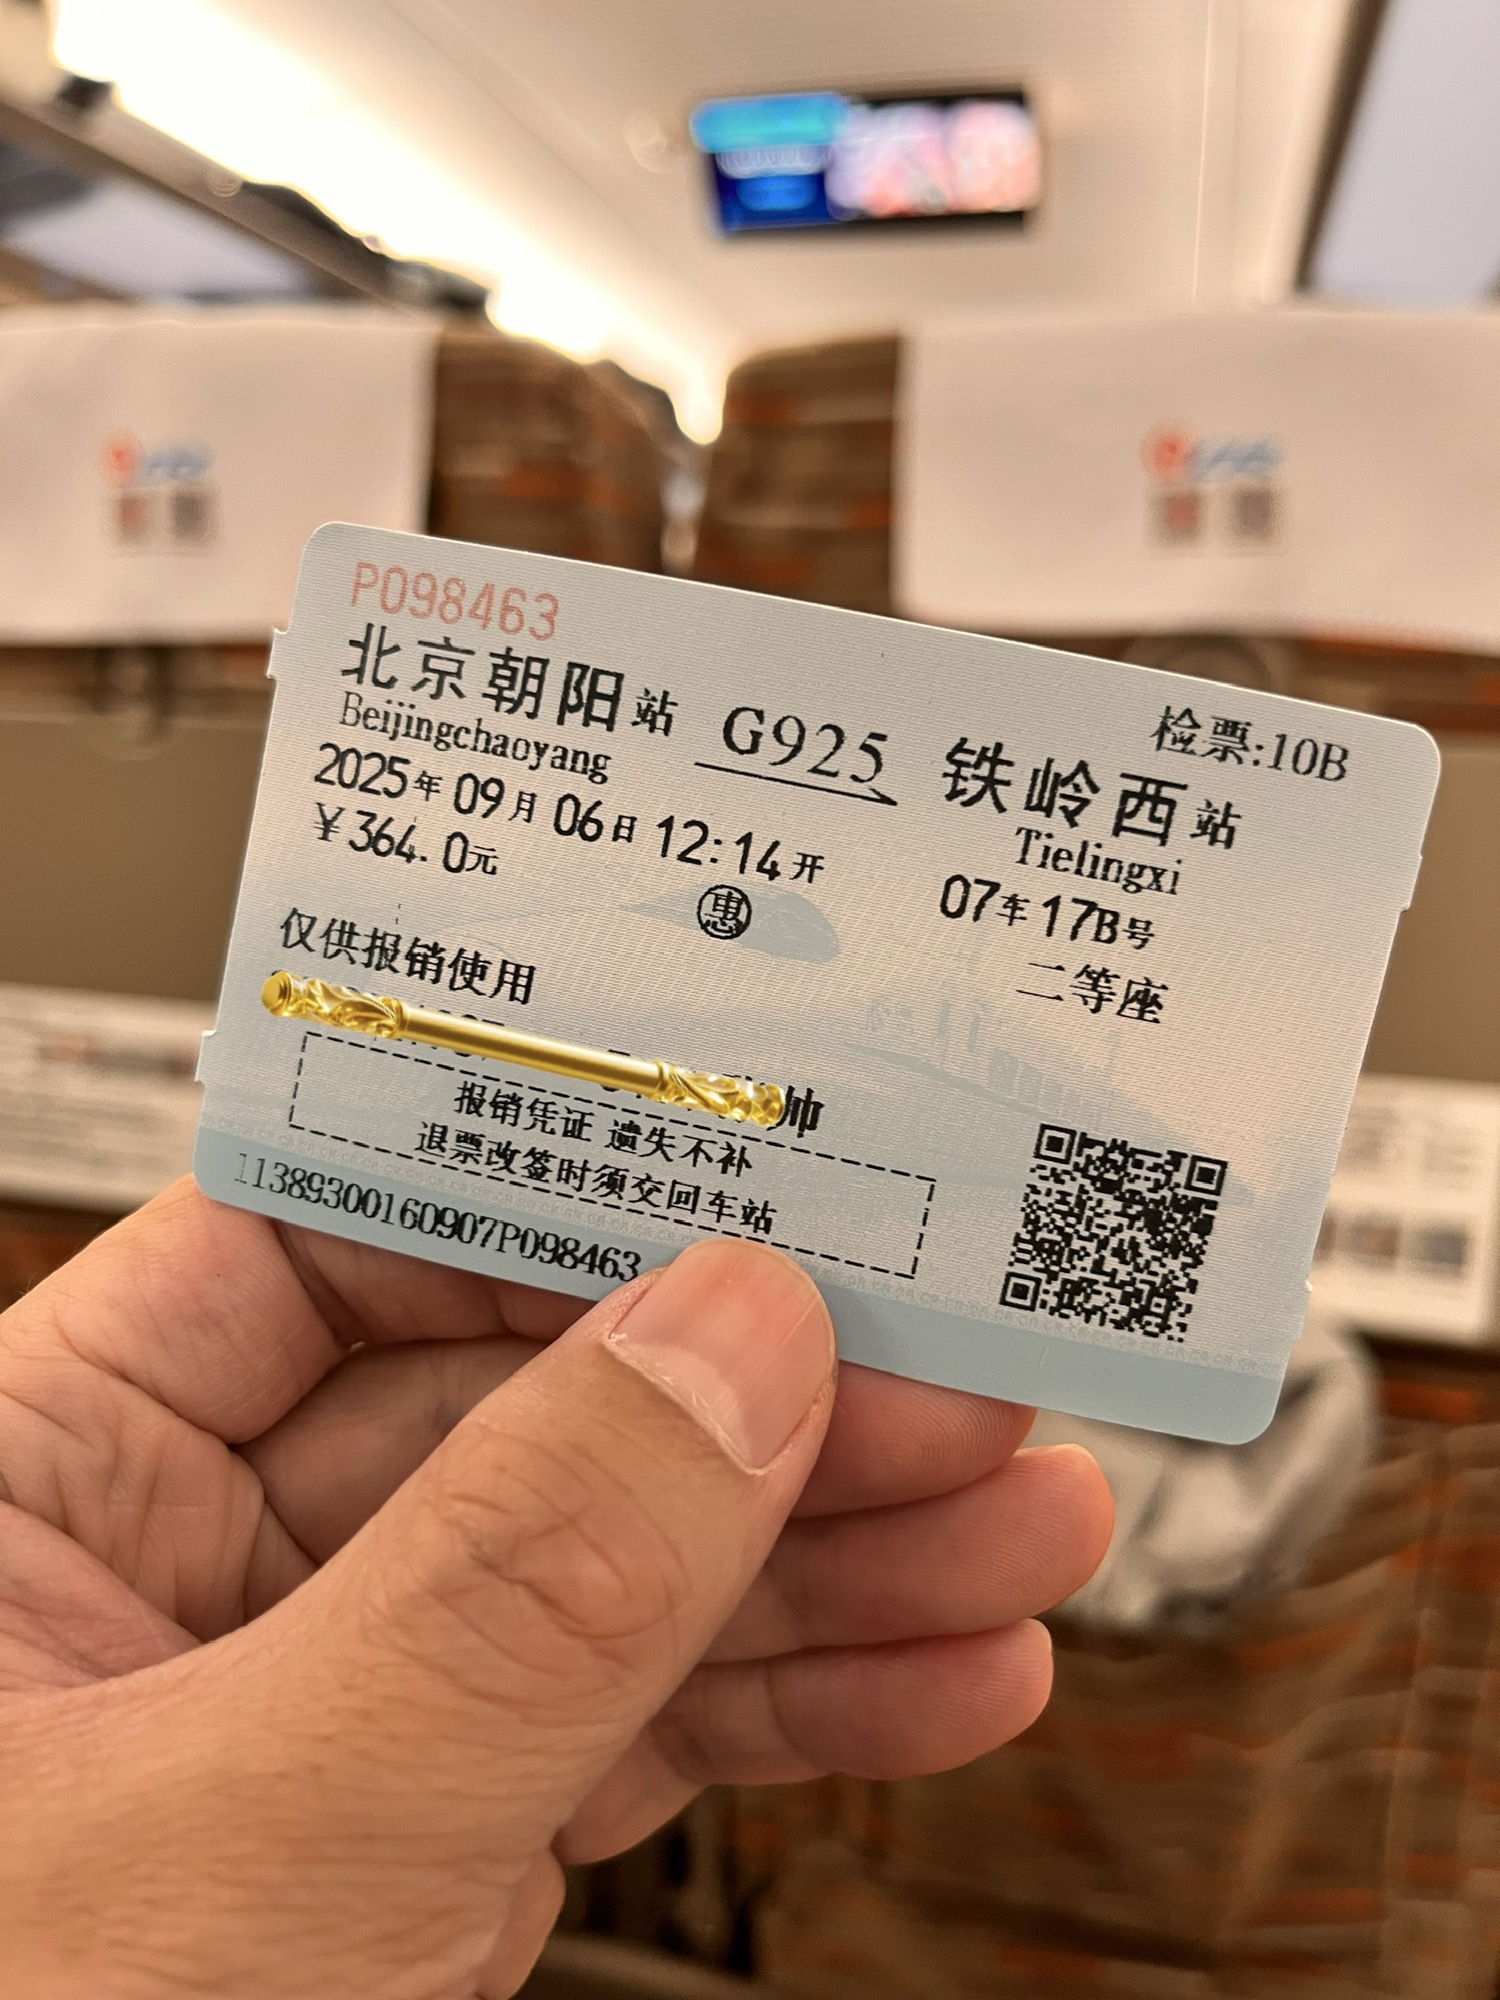 P098463
检票:10B
北京朝阳站 G925 铁岭西站
Beijingchaoyang Tielingxi
2025年09月06日12:14开 07车17B号
￥364.0元 惠 二等座
仅供报销使用
帅
报销凭证 遗失不补
退票改签时须交回车站
11389300160907P098463